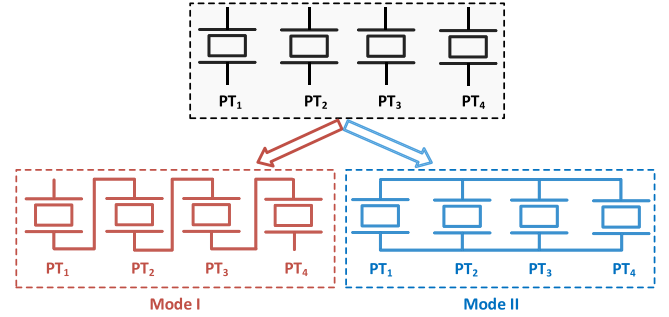 PT₁ PT₂ PT₃ PT₄
PT₁ PT₂ PT₃ PT₄
PT₁ PT₂ PT₃ PT₄
Mode I
Mode II